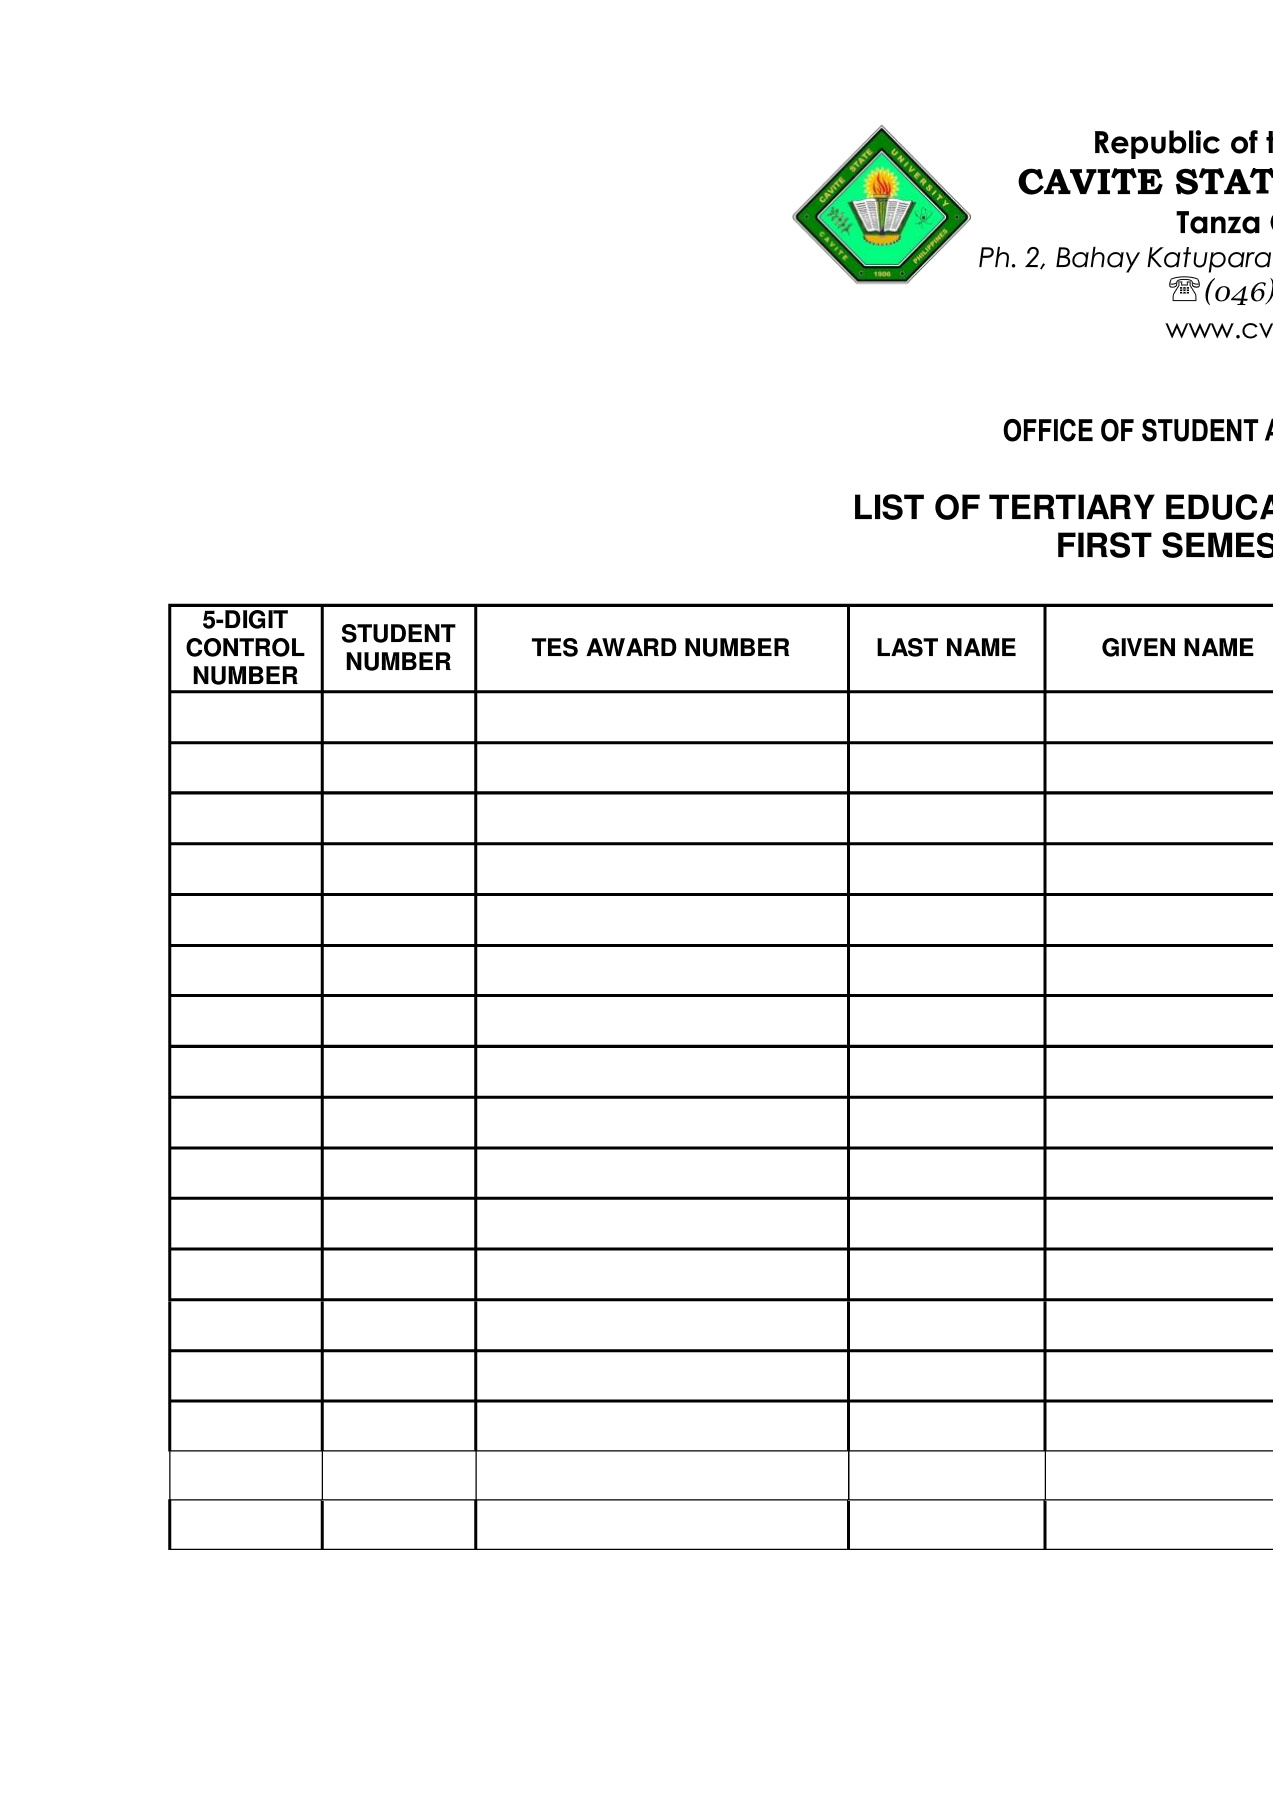 CAVITE STATE UNIVERSITY
CAVITE PHILIPPINES
1906
Republic of t
CAVITE STAT
Tanza
Ph. 2, Bahay Katupara
(046)
www.cv
OFFICE OF STUDENT A
LIST OF TERTIARY EDUCA
FIRST SEMES
5-DIGIT CONTROL NUMBER STUDENT NUMBER TES AWARD NUMBER LAST NAME GIVEN NAME